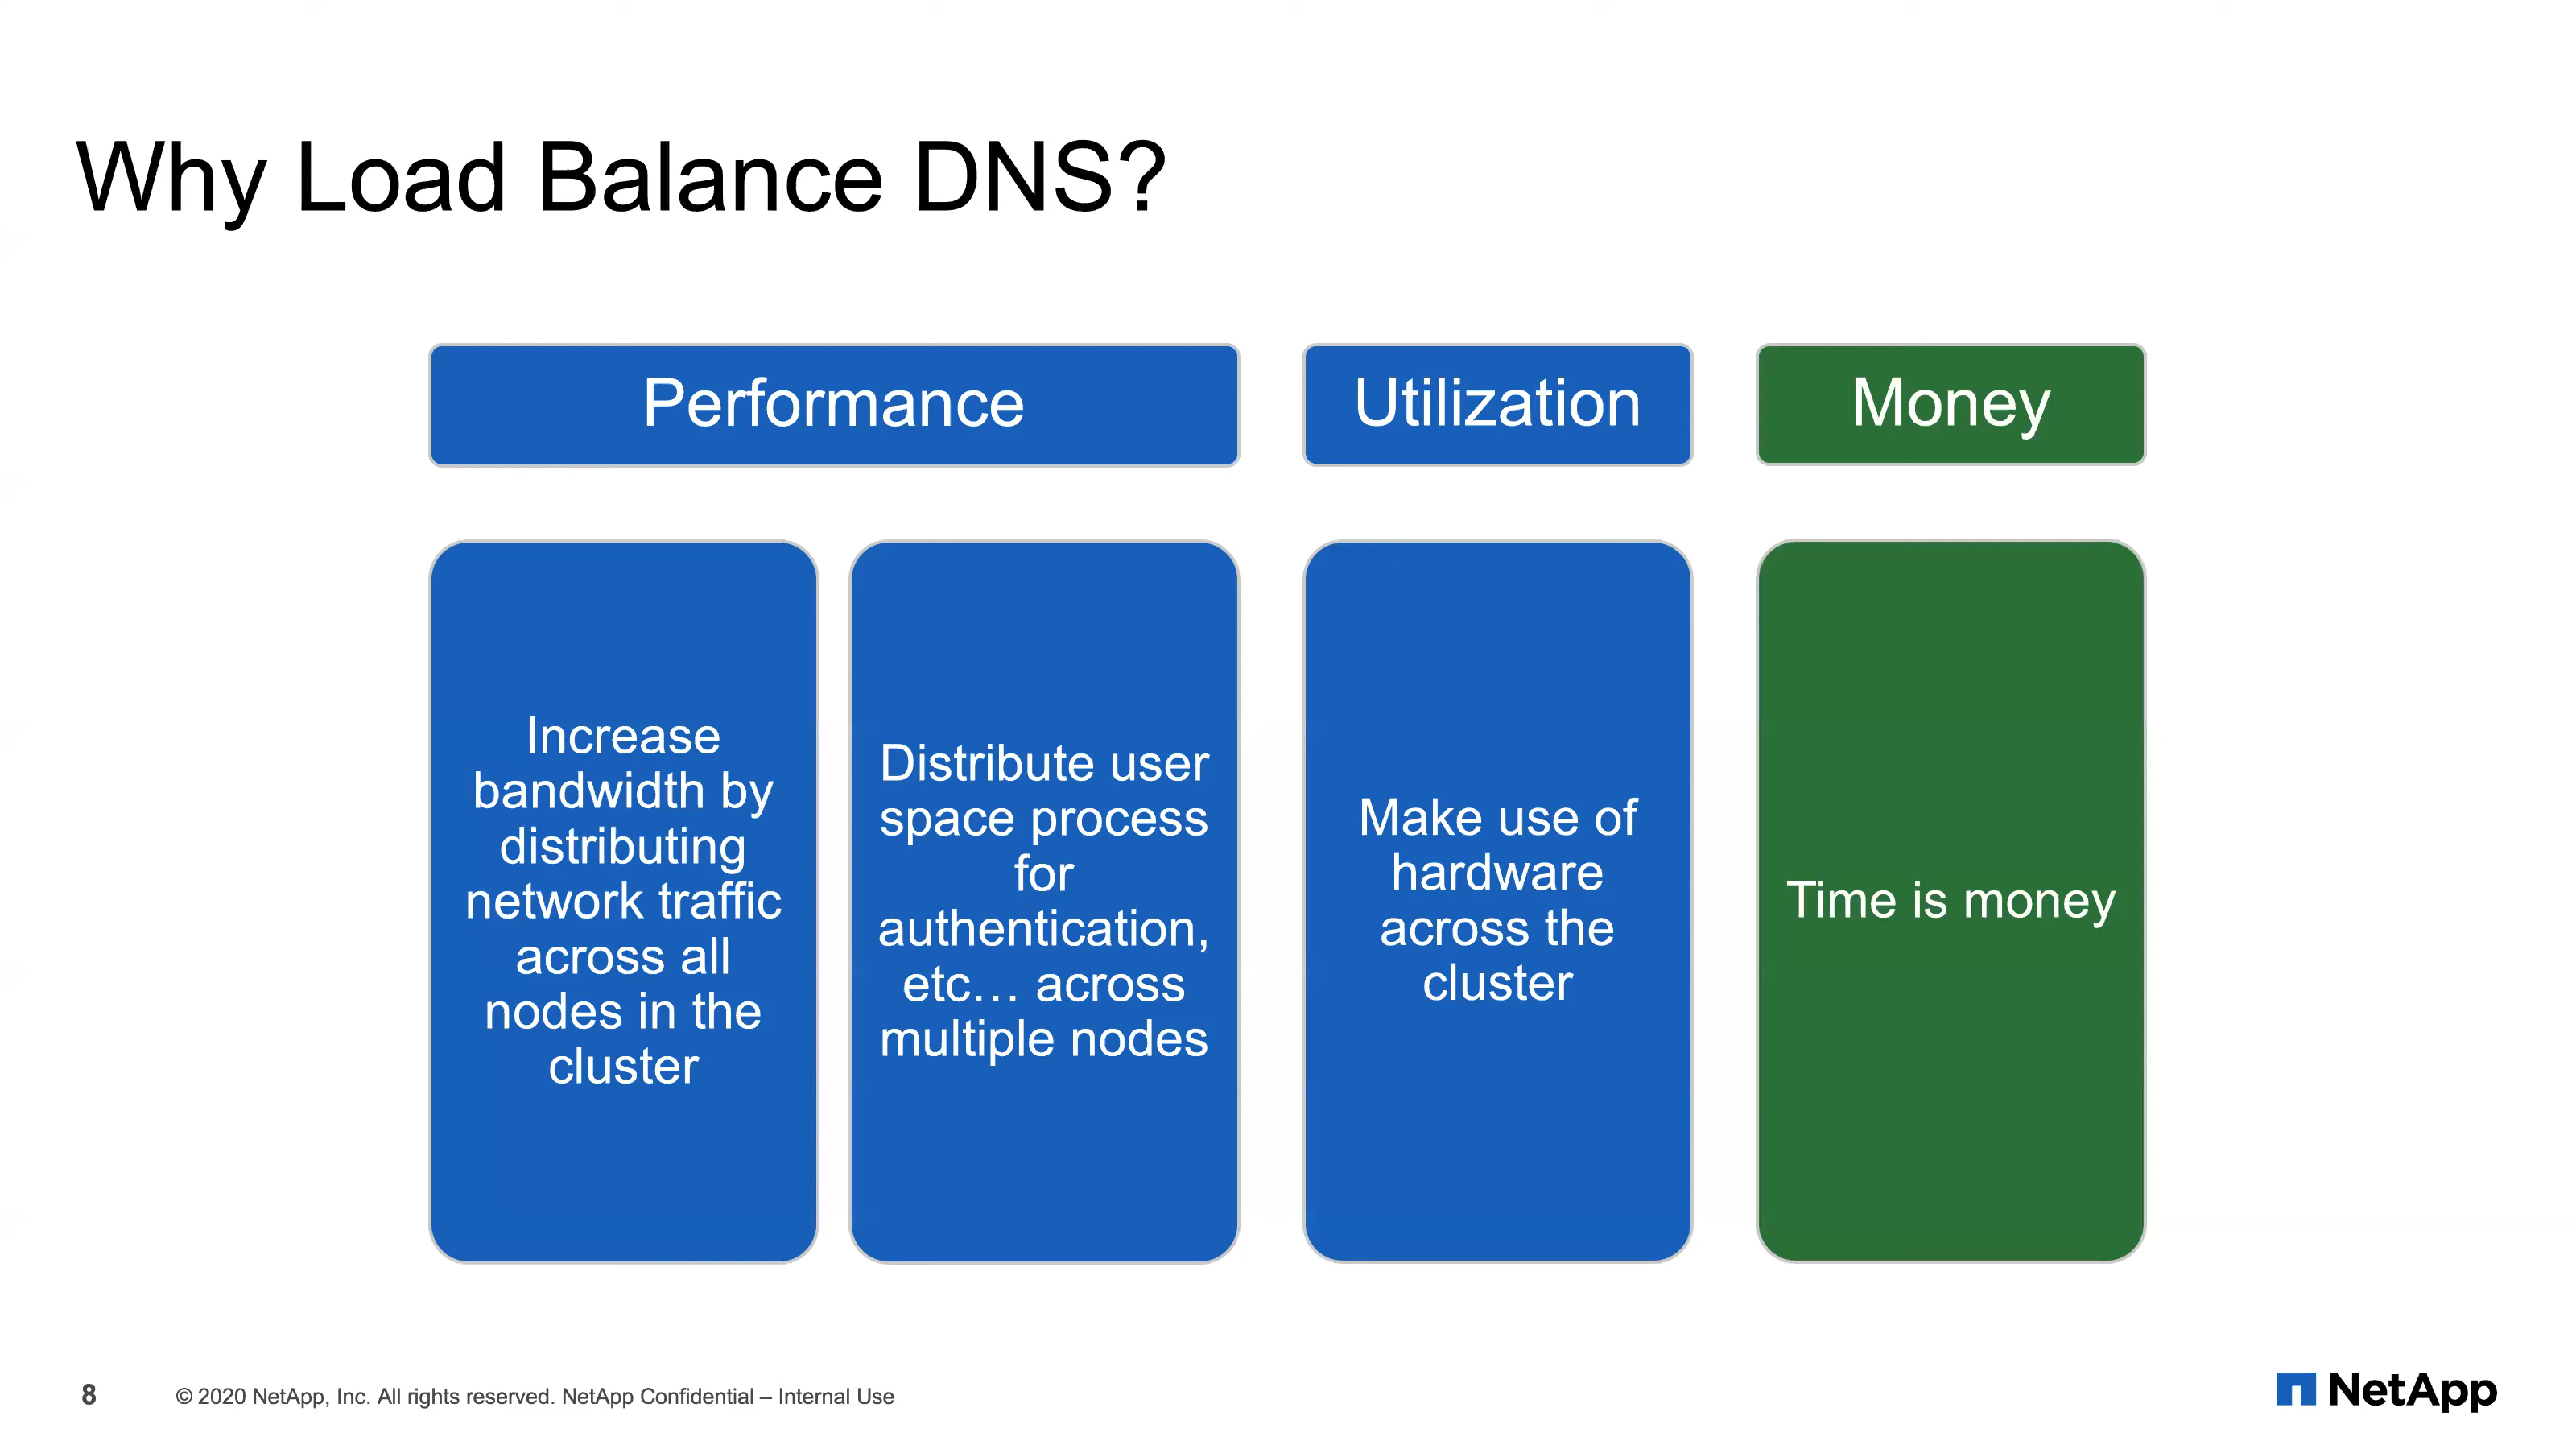 Why Load Balance DNS?
Performance
Utilization
Money
Increase
bandwidth by
distributing
network traffic
across all
nodes in the
cluster
Distribute user
space process
for
authentication,
etc… across
multiple nodes
Make use of
hardware
across the
cluster
Time is money
8
© 2020 NetApp, Inc. All rights reserved. NetApp Confidential – Internal Use
NetApp